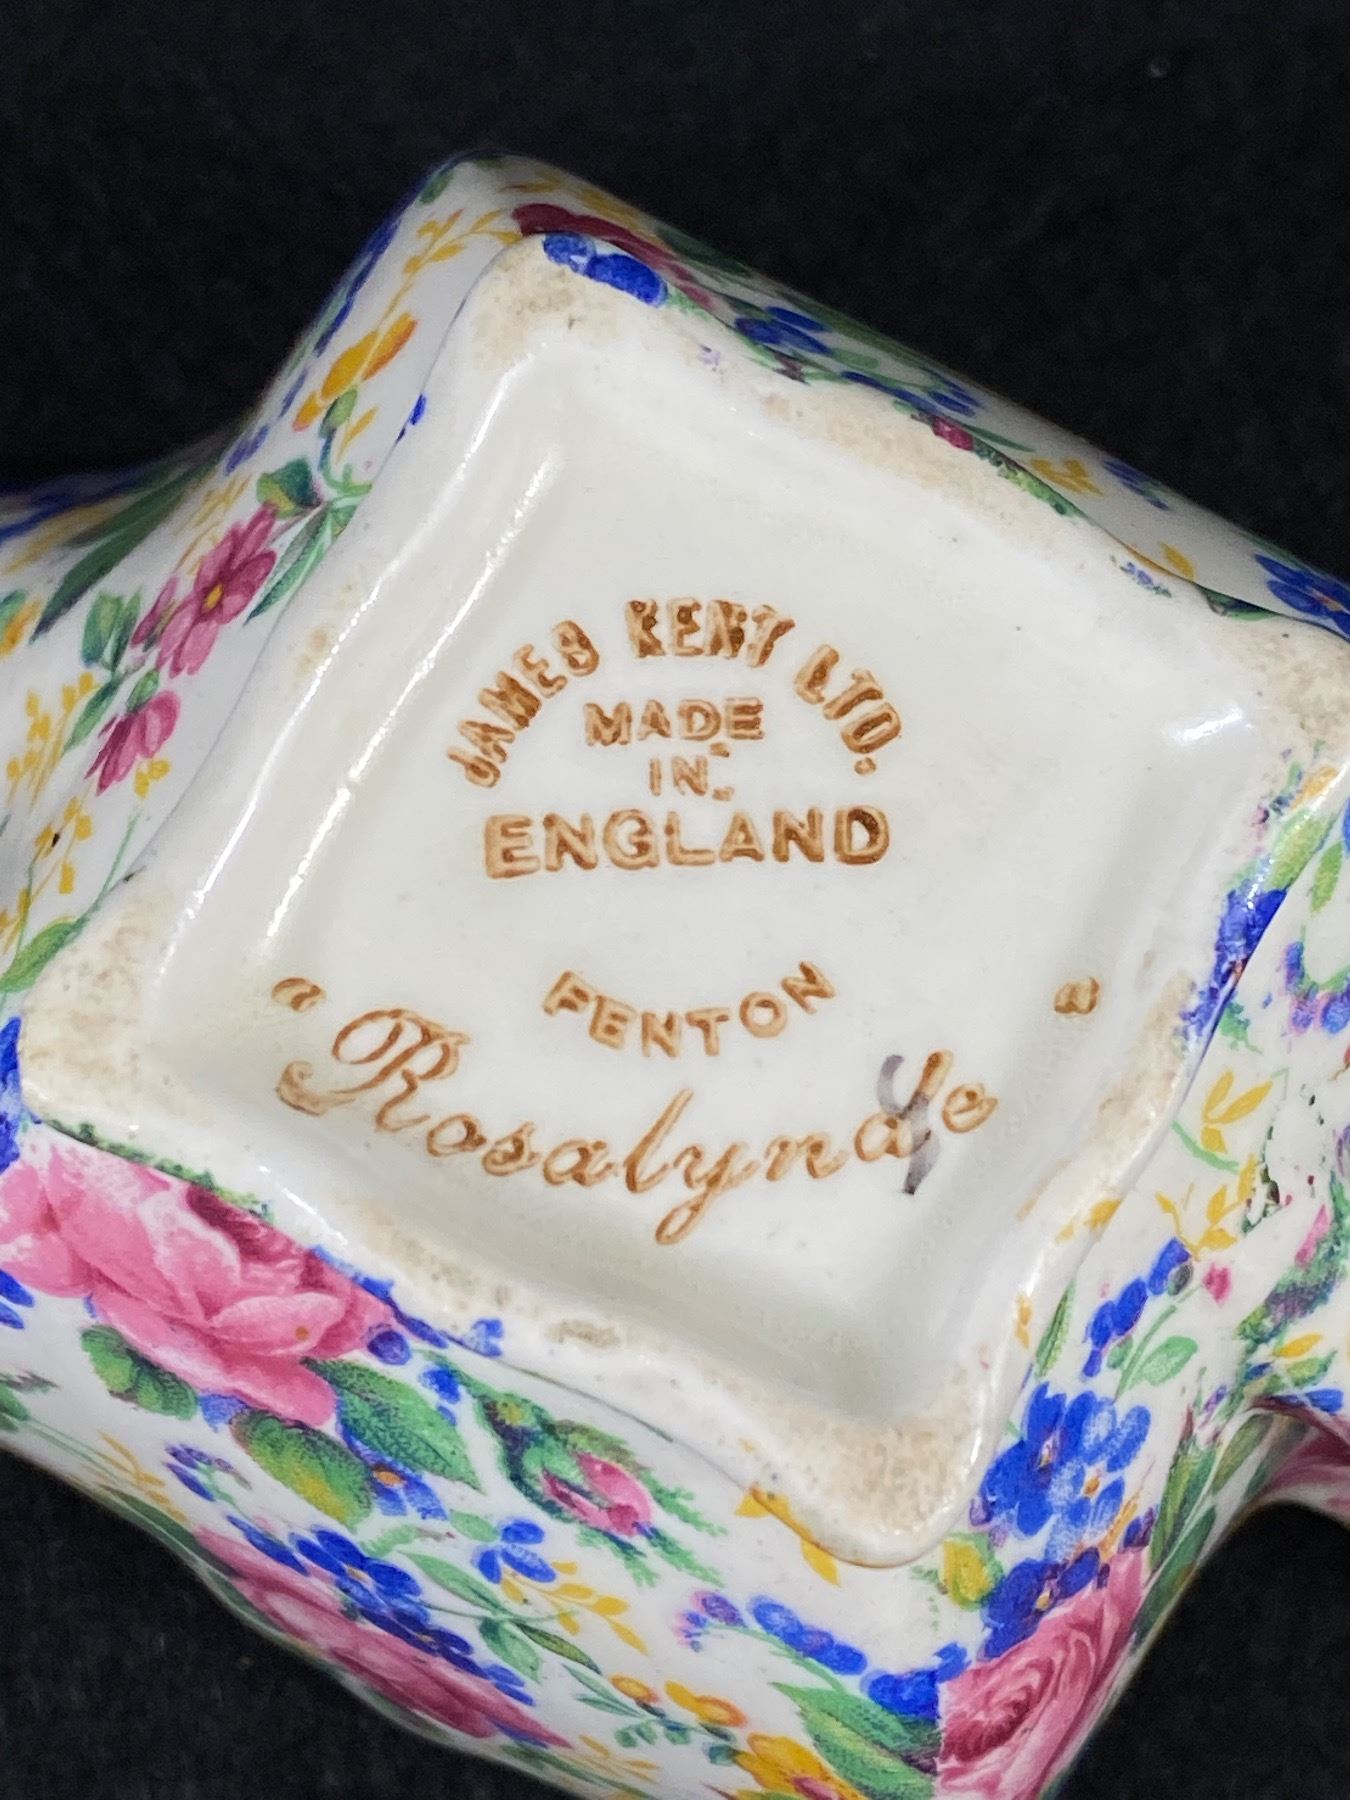 JAMES KENT LTD.
MADE
IN
ENGLAND
FENTON
"Rosalynde"